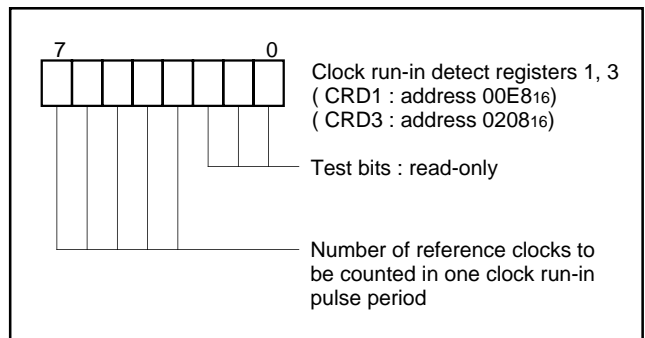 7 0
Clock run-in detect registers 1, 3
( CRD1 : address 00E816)
( CRD3 : address 020816)
Test bits : read-only
Number of reference clocks to
be counted in one clock run-in
pulse period